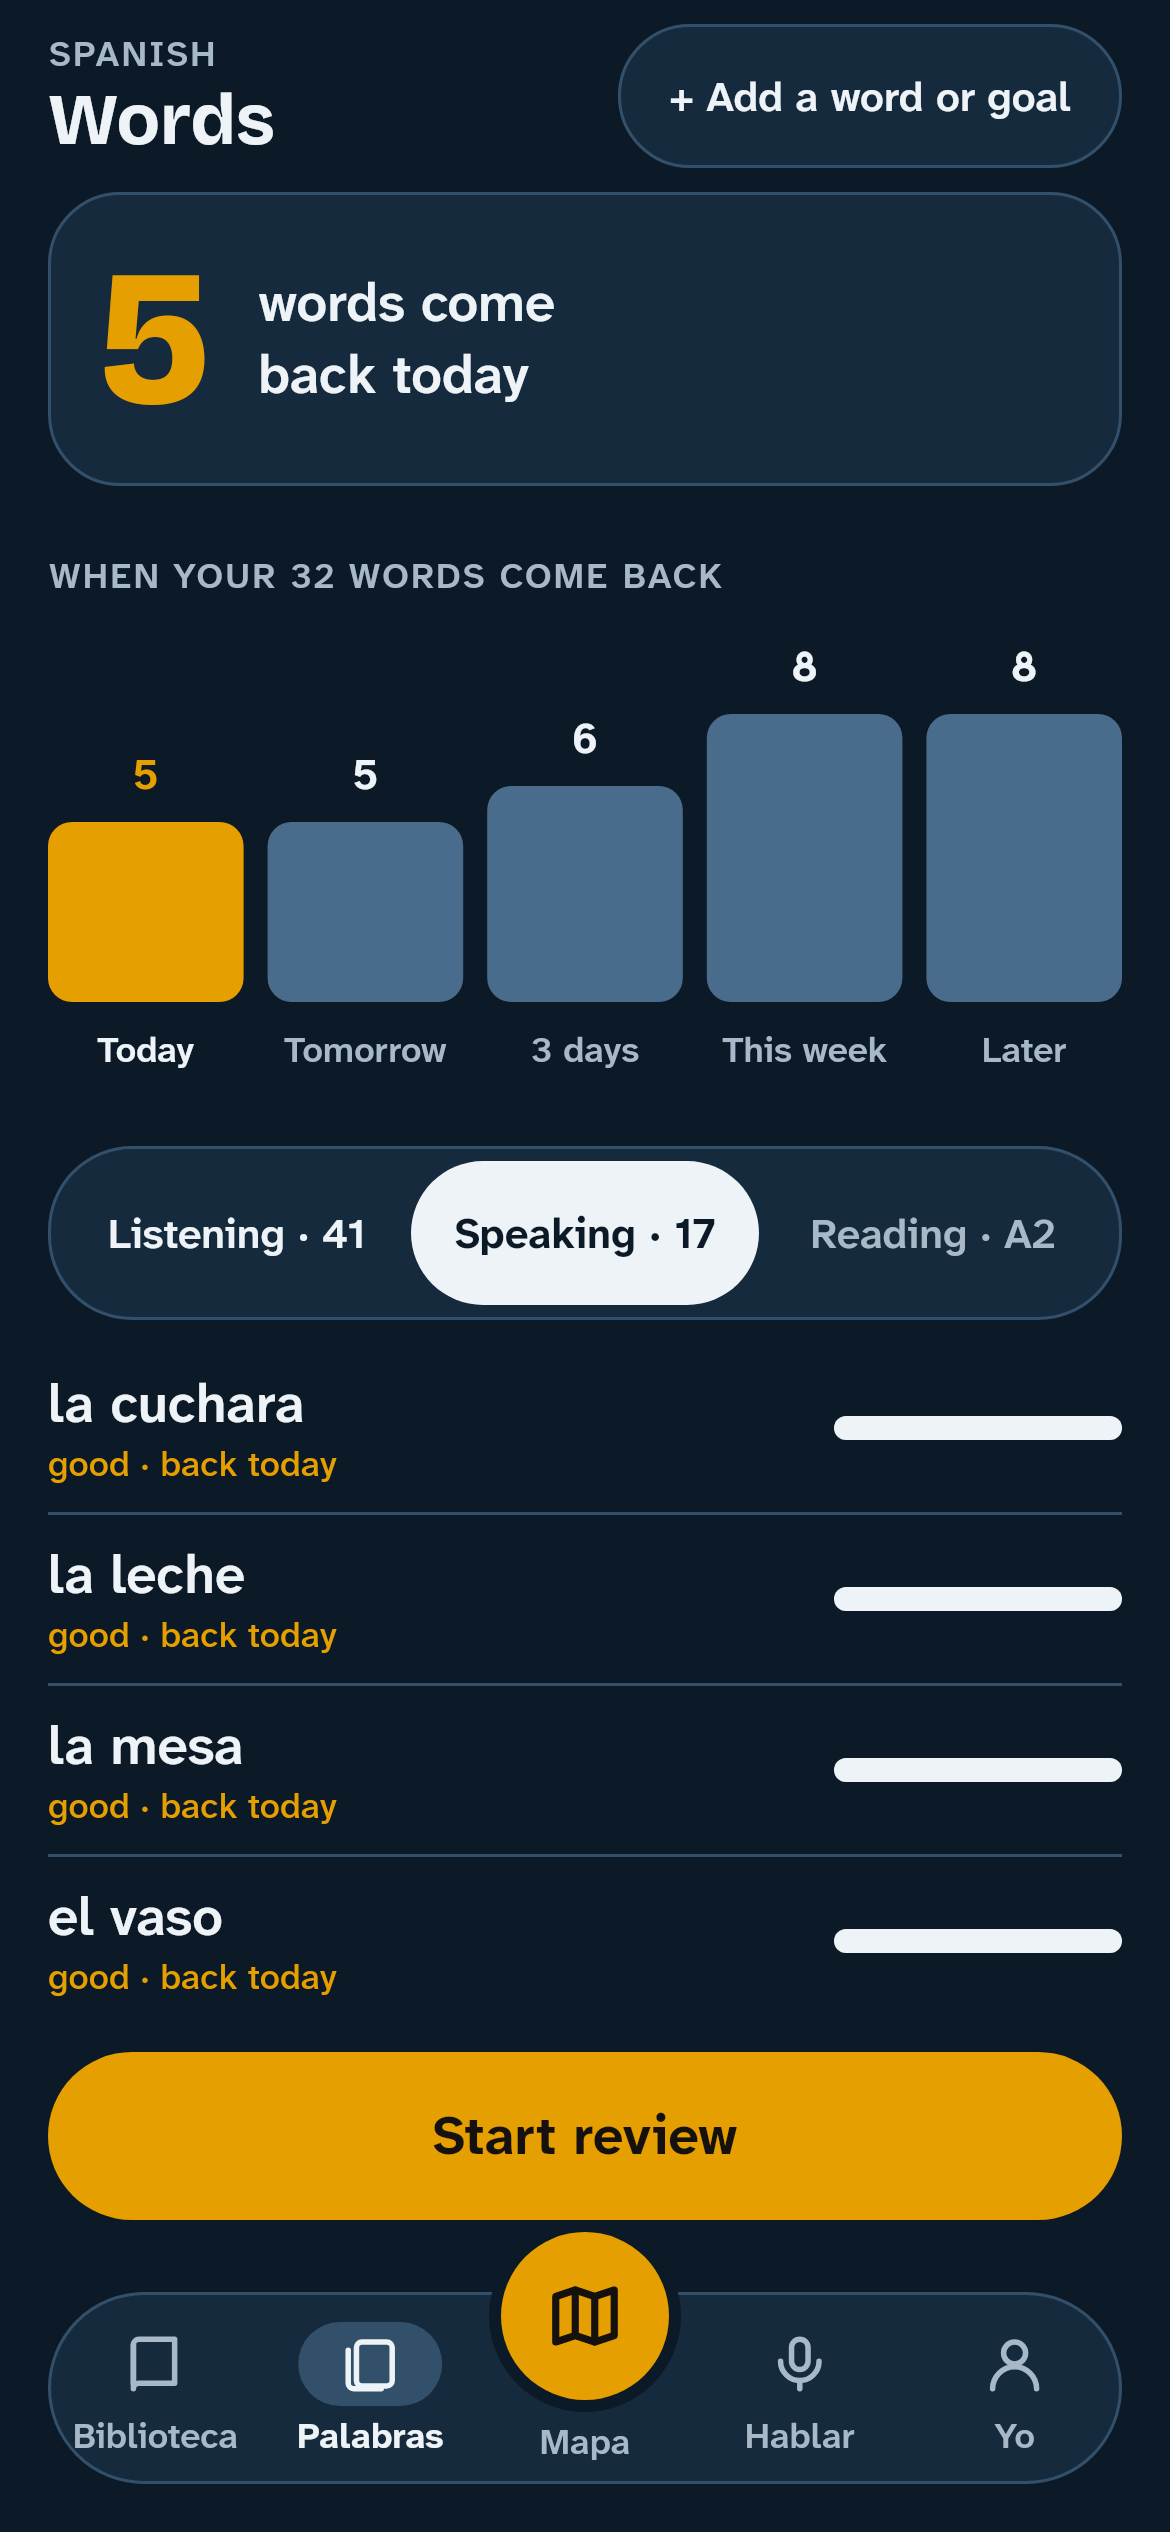 SPANISH
Words
+ Add a word or goal
5
words come
back today
WHEN YOUR 32 WORDS COME BACK
5
5
6
8
8
Today
Tomorrow
3 days
This week
Later
Listening · 41
Speaking · 17
Reading · A2
la cuchara
good · back today
la leche
good · back today
la mesa
good · back today
el vaso
good · back today
Start review
Biblioteca
Palabras
Mapa
Hablar
Yo